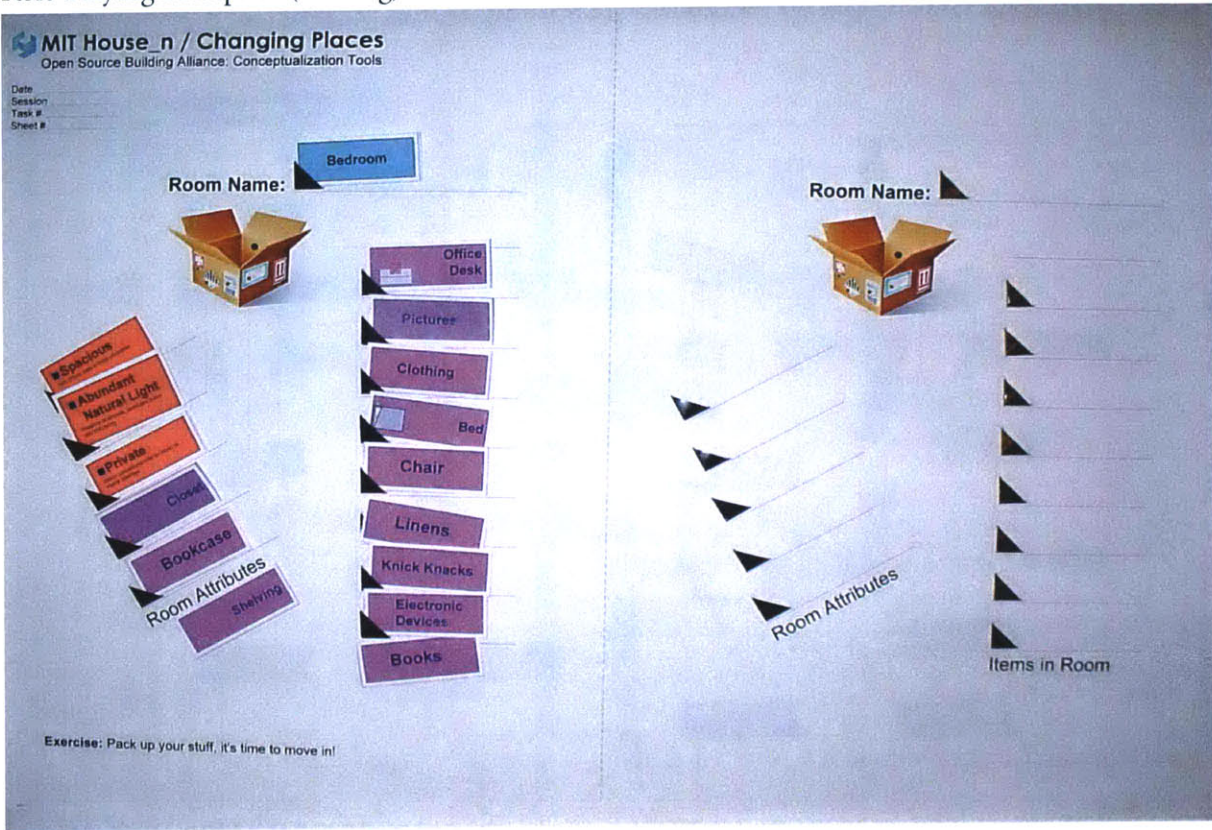 MIT House_n / Changing Places
Open Source Building Alliance: Conceptualization Tools
Date
Session
Task #
Sheet #
Bedroom
Room Name:
Office
Desk
Pictures
Clothing
Bed
Chair
Linens
Knick Knacks
Electronic
Devices
Books
Spacious
Abundant
Natural Light
Private
Closet
Bookcase
Room Attributes
Shelving
Exercise: Pack up your stuff, it's time to move in!
Room Name:
Room Attributes
Items in Room